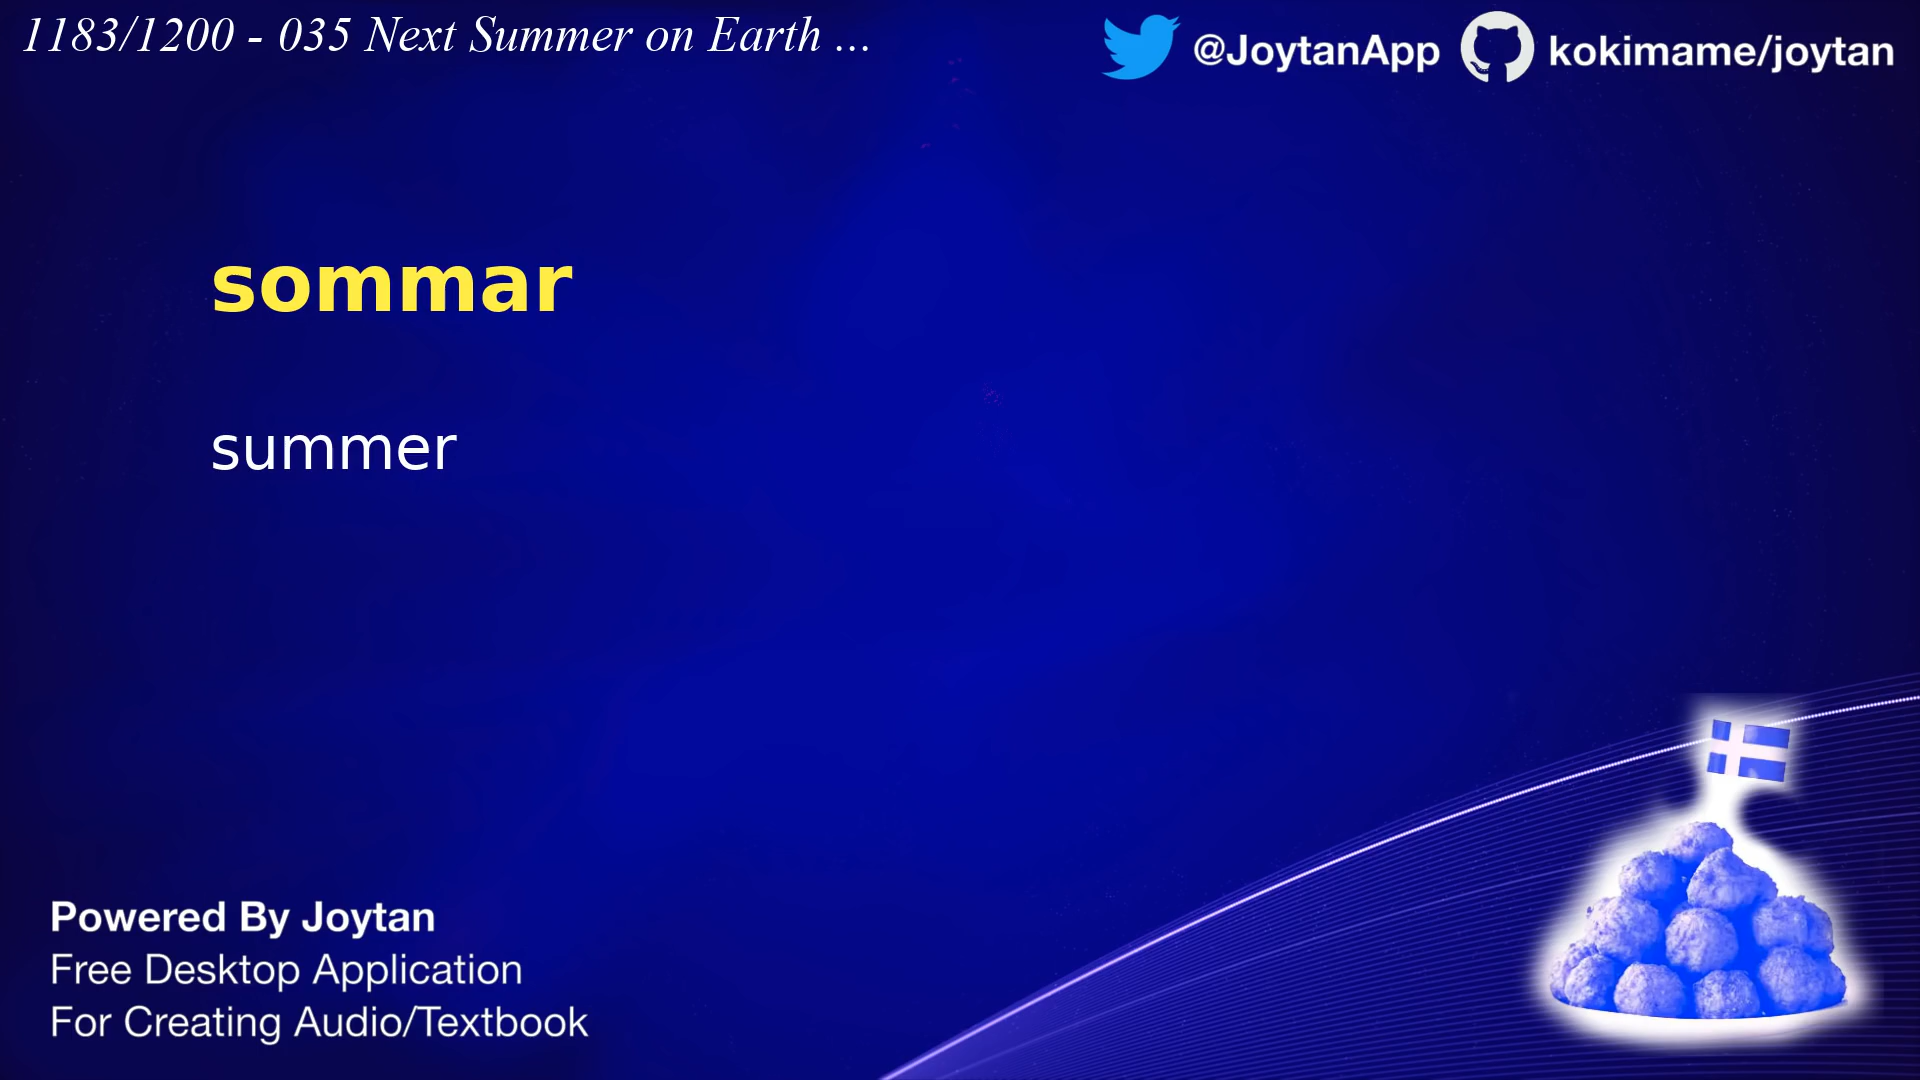 1183/1200 - 035 Next Summer on Earth ...
@JoytanApp
kokimame/joytan
sommar
summer
Powered By Joytan
Free Desktop Application
For Creating Audio/Textbook